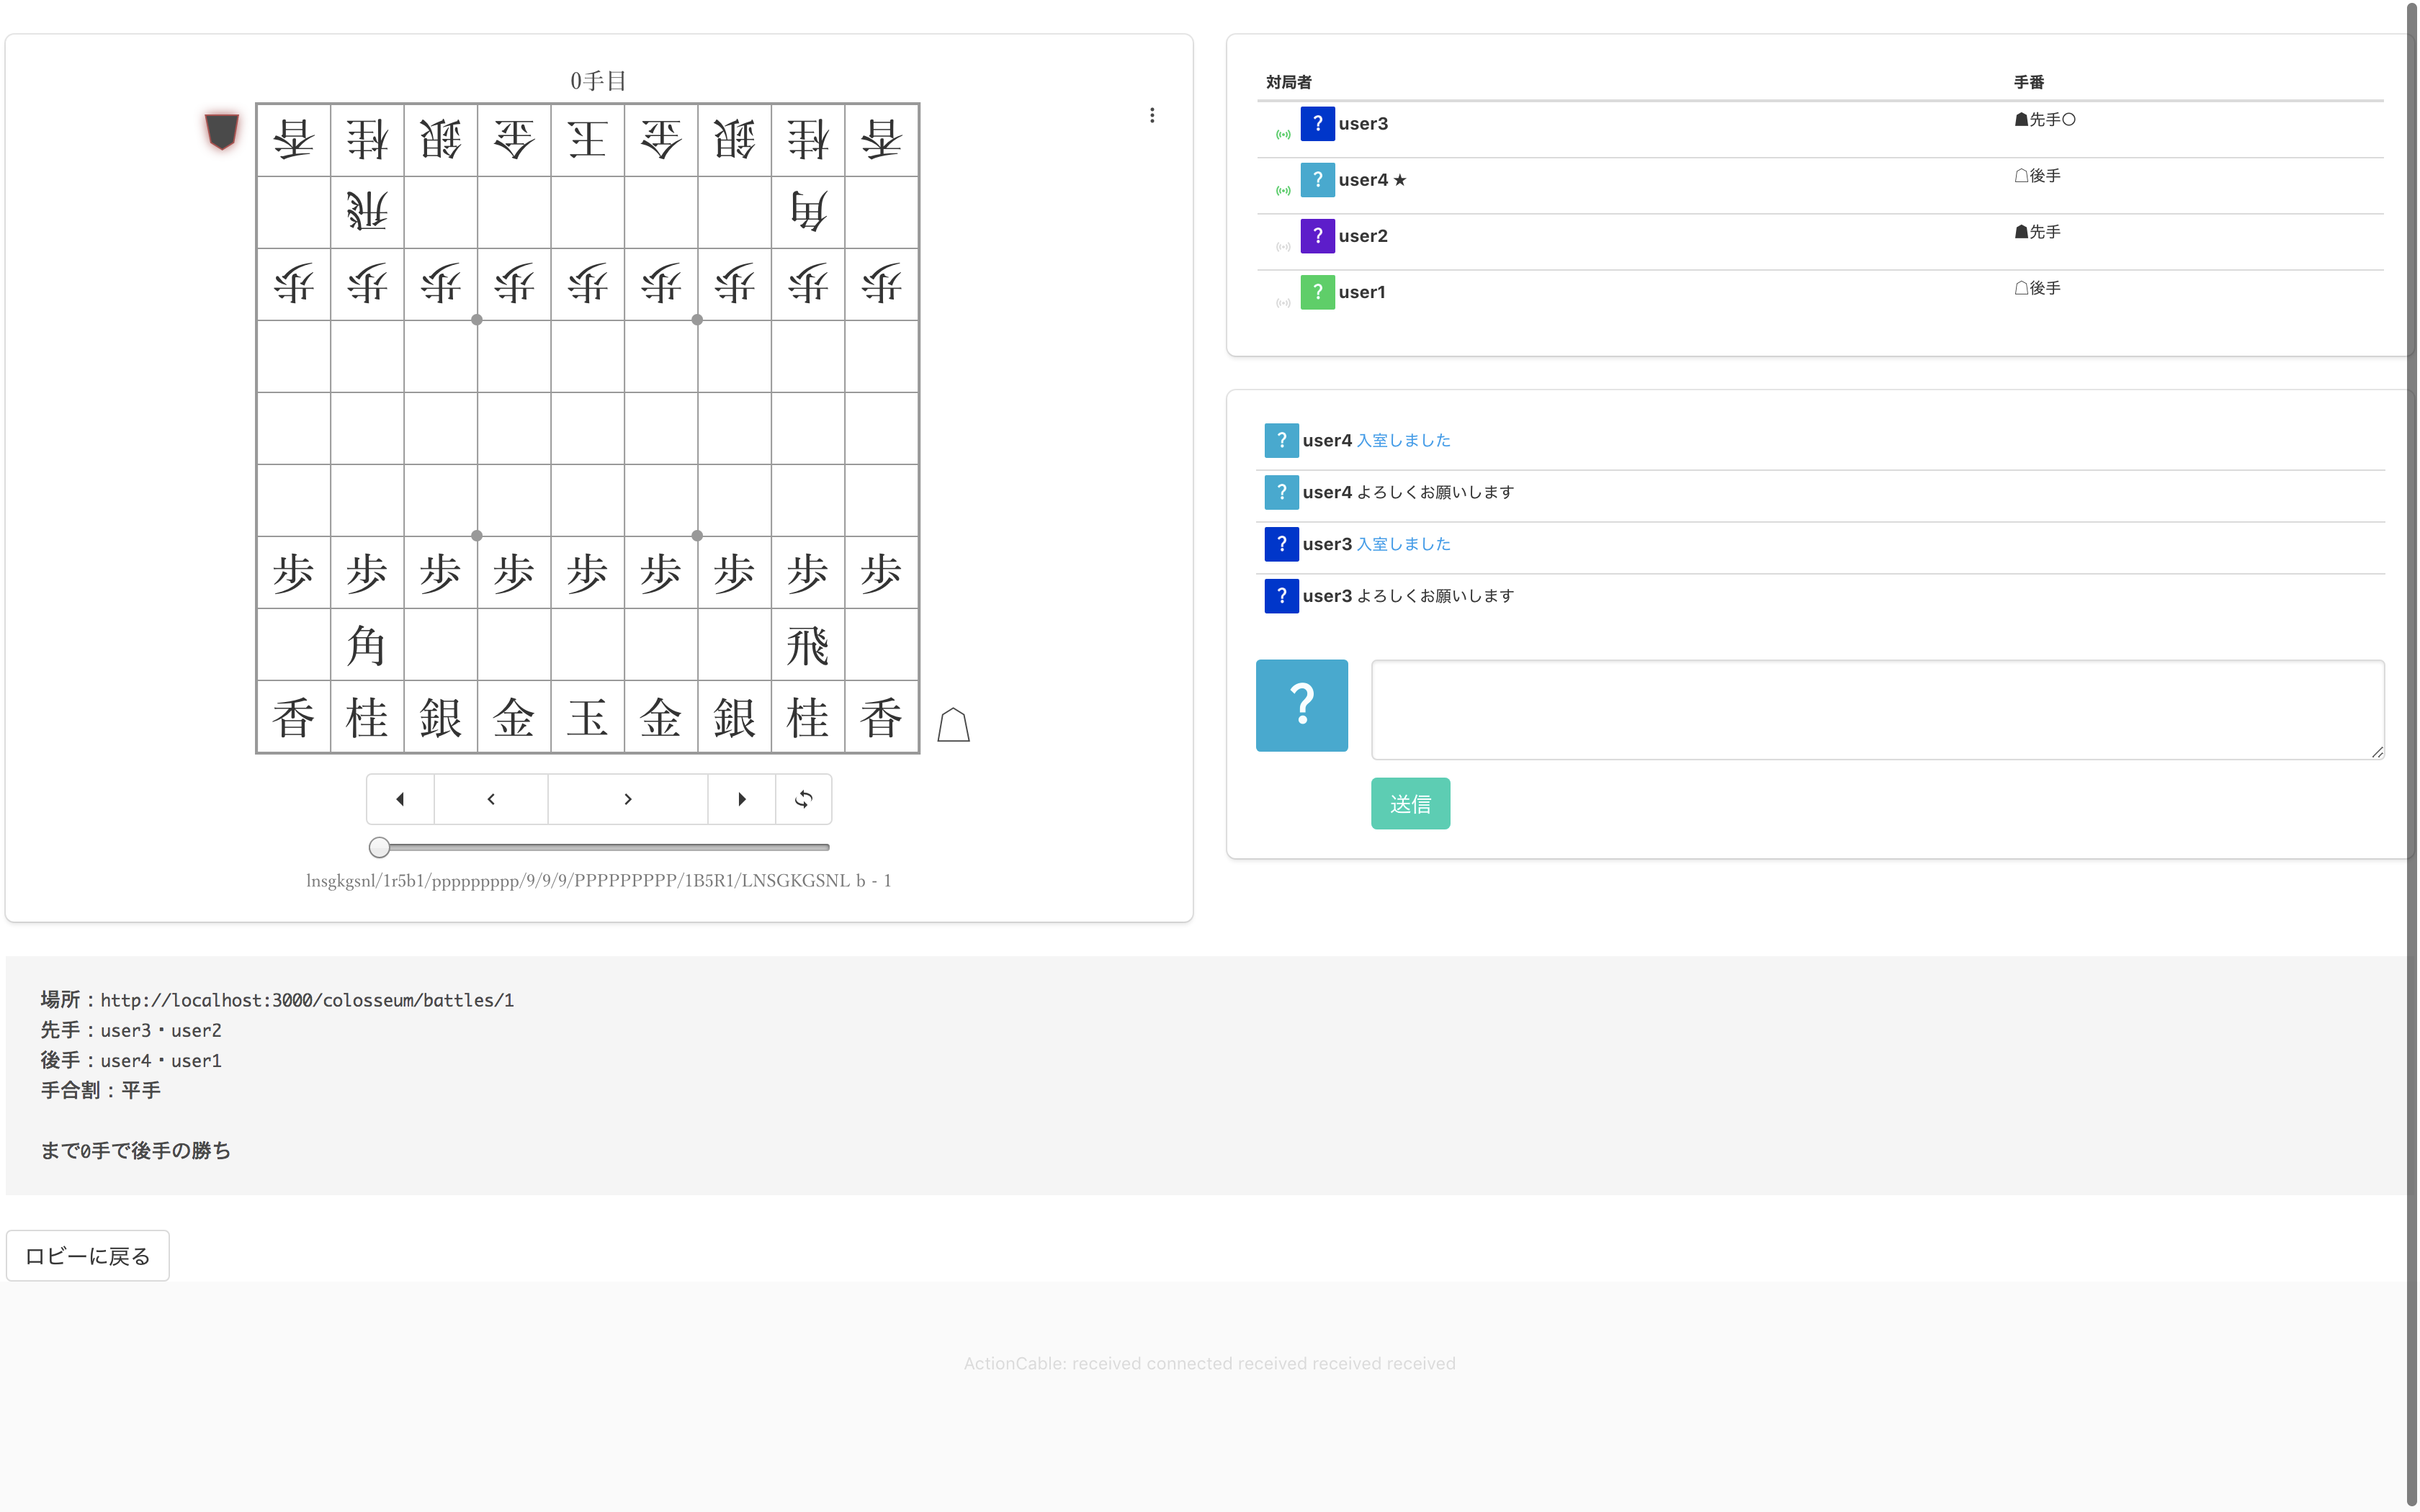 0手目
香桂銀金王金銀桂香
飛角
歩歩歩歩歩歩歩歩歩
歩歩歩歩歩歩歩歩歩
角飛
香桂銀金玉金銀桂香
lnsgkgsnl/1r5b1/ppppppppp/9/9/9/PPPPPPPPP/1B5R1/LNSGKGSNL b - 1
対局者 手番
? user3 ☗先手○
? user4 ★ ☖後手
? user2 ☗先手
? user1 ☖後手
? user4 入室しました
? user4 よろしくお願いします
? user3 入室しました
? user3 よろしくお願いします
?
送信
場所：http://localhost:3000/colosseum/battles/1
先手：user3・user2
後手：user4・user1
手合割：平手
まで0手で後手の勝ち
ロビーに戻る
ActionCable: received connected received received received